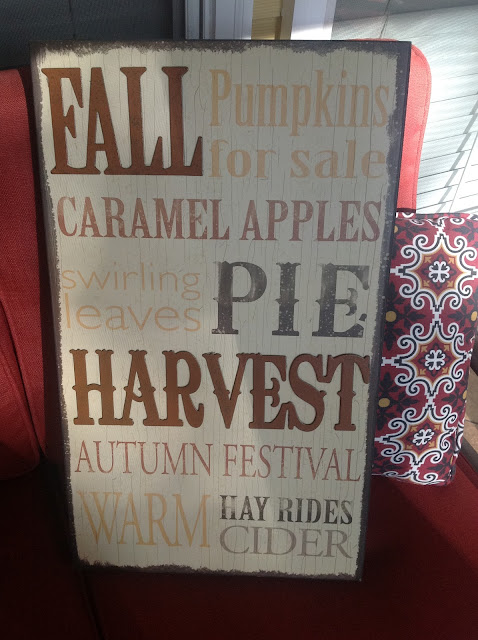 FALL
Pumpkins
for sale
CARAMEL APPLES
swirling
leaves
PIE
HARVEST
AUTUMN FESTIVAL
WARM
HAY RIDES
CIDER